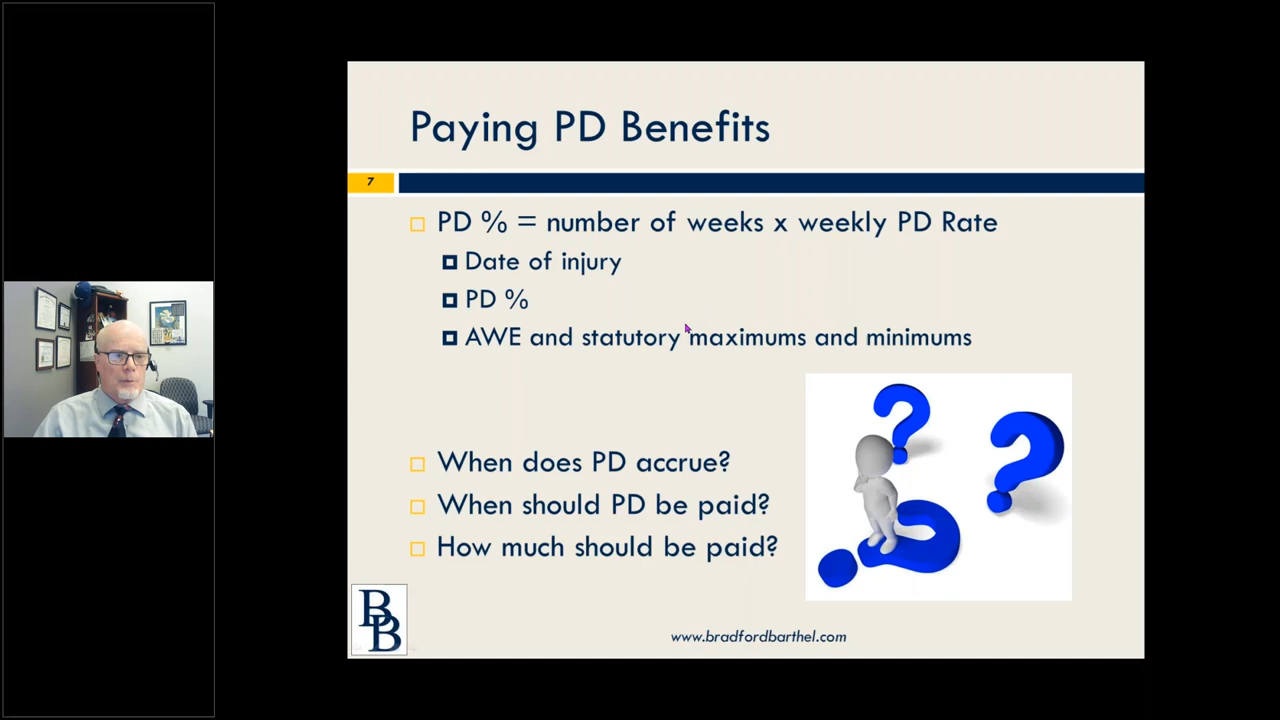 Paying PD Benefits
7
PD % = number of weeks x weekly PD Rate
Date of injury
PD %
AWE and statutory maximums and minimums
When does PD accrue?
When should PD be paid?
How much should be paid?
BB
www.bradfordbarthel.com